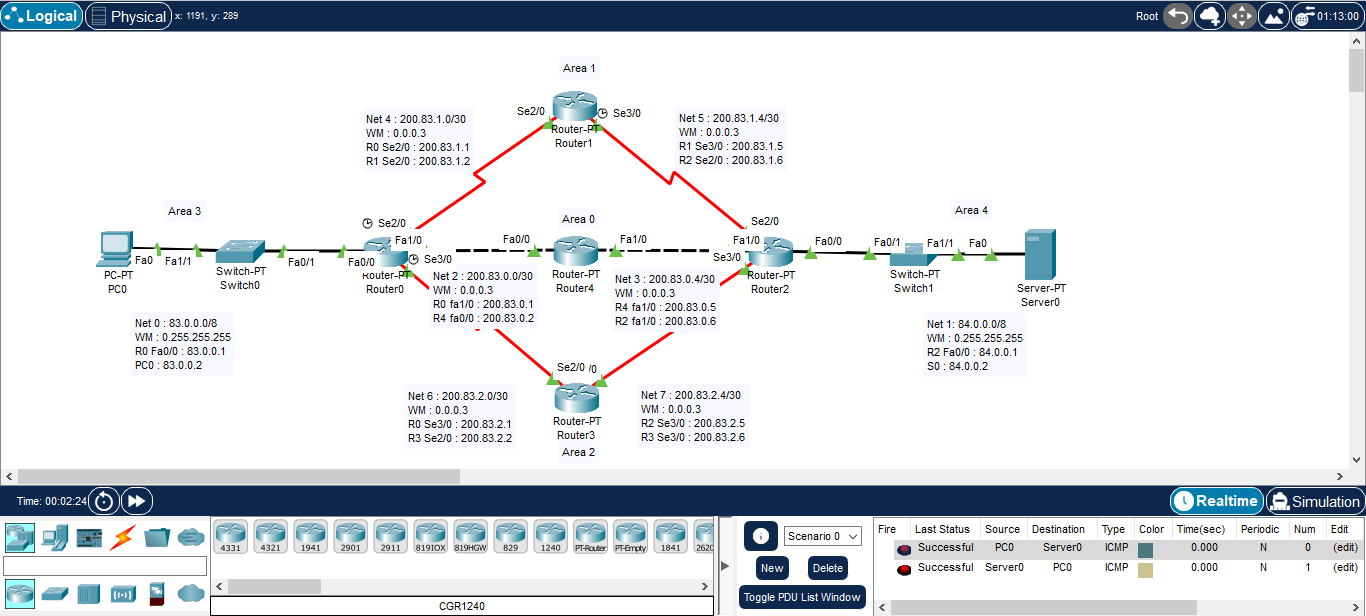 Logical
Physical
x: 1191, y: 289
Root
01:13:00
Area 1
Net 4 : 200.83.1.0/30
WM : 0.0.0.3
R0 Se2/0 : 200.83.1.1
R1 Se2/0 : 200.83.1.2
Se2/0
Se3/0
Router-PT
Router1
Net 5 : 200.83.1.4/30
WM : 0.0.0.3
R1 Se3/0 : 200.83.1.5
R2 Se2/0 : 200.83.1.6
Area 3
Area 0
Area 4
Se2/0
Fa1/0
Se3/0
Fa0/0
Fa1/0
Se2/0
Fa1/0
Se3/0
Fa0/0
Fa0/1
Fa1/1
Fa0
Fa0
Fa1/1
Fa0/1
Fa0/0
PC-PT
PC0
Switch-PT
Switch0
Router-PT
Router0
Router-PT
Router4
Router-PT
Router2
Switch-PT
Switch1
Server-PT
Server0
Net 2 : 200.83.0.0/30
WM : 0.0.0.3
R0 fa1/0 : 200.83.0.1
R4 fa0/0 : 200.83.0.2
Net 3 : 200.83.0.4/30
WM : 0.0.0.3
R4 fa1/0 : 200.83.0.5
R2 fa1/0 : 200.83.0.6
Net 0 : 83.0.0.0/8
WM : 0.255.255.255
R0 Fa0/0 : 83.0.0.1
PC0 : 83.0.0.2
Net 1: 84.0.0.0/8
WM : 0.255.255.255
R2 Fa0/0 : 84.0.0.1
S0 : 84.0.0.2
Se2/0 /0
Router-PT
Router3
Area 2
Net 6 : 200.83.2.0/30
WM : 0.0.0.3
R0 Se3/0 : 200.83.2.1
R3 Se2/0 : 200.83.2.2
Net 7 : 200.83.2.4/30
WM : 0.0.0.3
R2 Se3/0 : 200.83.2.5
R3 Se3/0 : 200.83.2.6
Time: 00:02:24
Realtime
Simulation
4331 4321 1941 2901 2911 819IOX 819HGW 829 1240 PT-Router PT-Empty 1841 2620
CGR1240
Scenario 0
New
Delete
Toggle PDU List Window
Fire Last Status Source Destination Type Color Time(sec) Periodic Num Edit
Successful PC0 Server0 ICMP 0.000 N 0 (edit)
Successful Server0 PC0 ICMP 0.000 N 1 (edit)